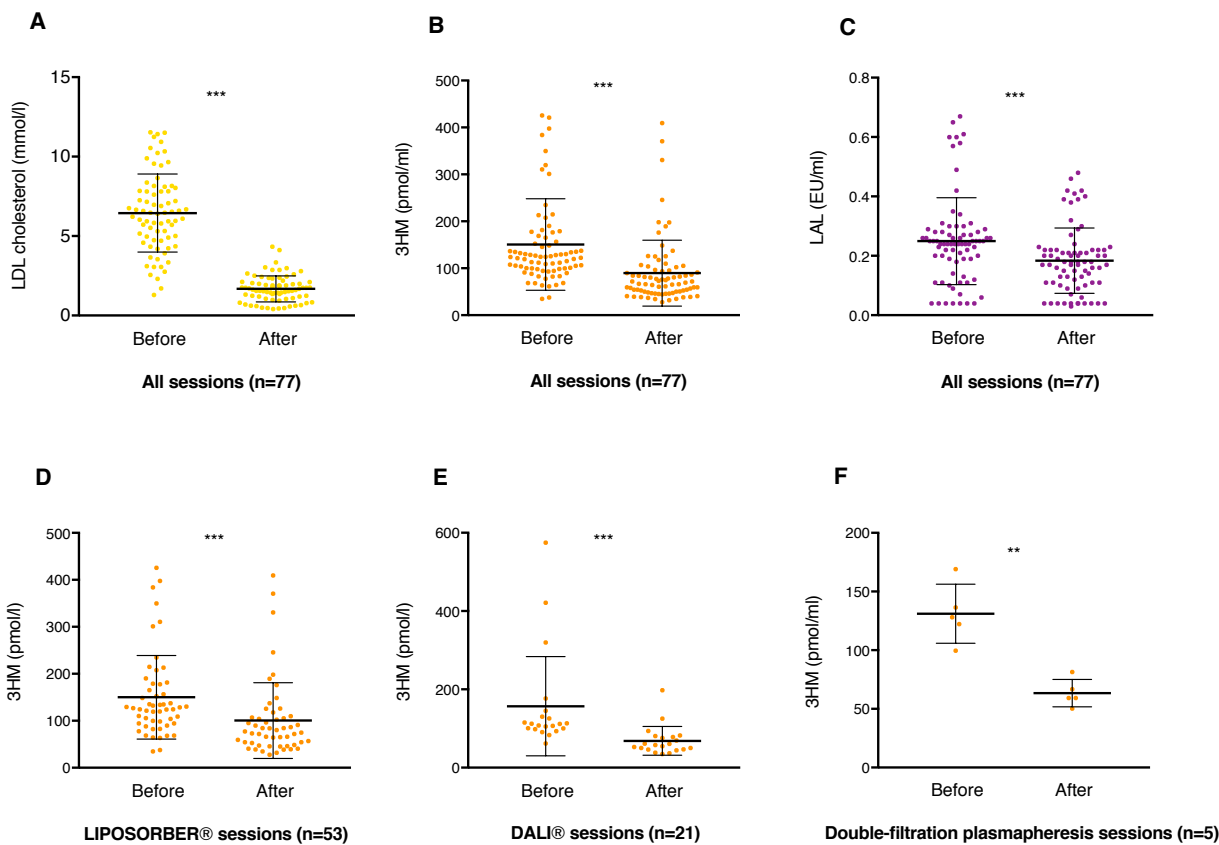 A
LDL cholesterol (mmol/l)
15
10
5
0
***
Before
After
All sessions (n=77)
B
3HM (pmol/ml)
500
400
300
200
100
0
***
Before
After
All sessions (n=77)
C
LAL (EU/ml)
0.8
0.6
0.4
0.2
0.0
***
Before
After
All sessions (n=77)
D
3HM (pmol/l)
500
400
300
200
100
0
***
Before
After
LIPOSORBER® sessions (n=53)
E
3HM (pmol/l)
600
400
200
0
***
Before
After
DALI® sessions (n=21)
F
3HM (pmol/ml)
200
150
100
50
0
**
Before
After
Double-filtration plasmapheresis sessions (n=5)